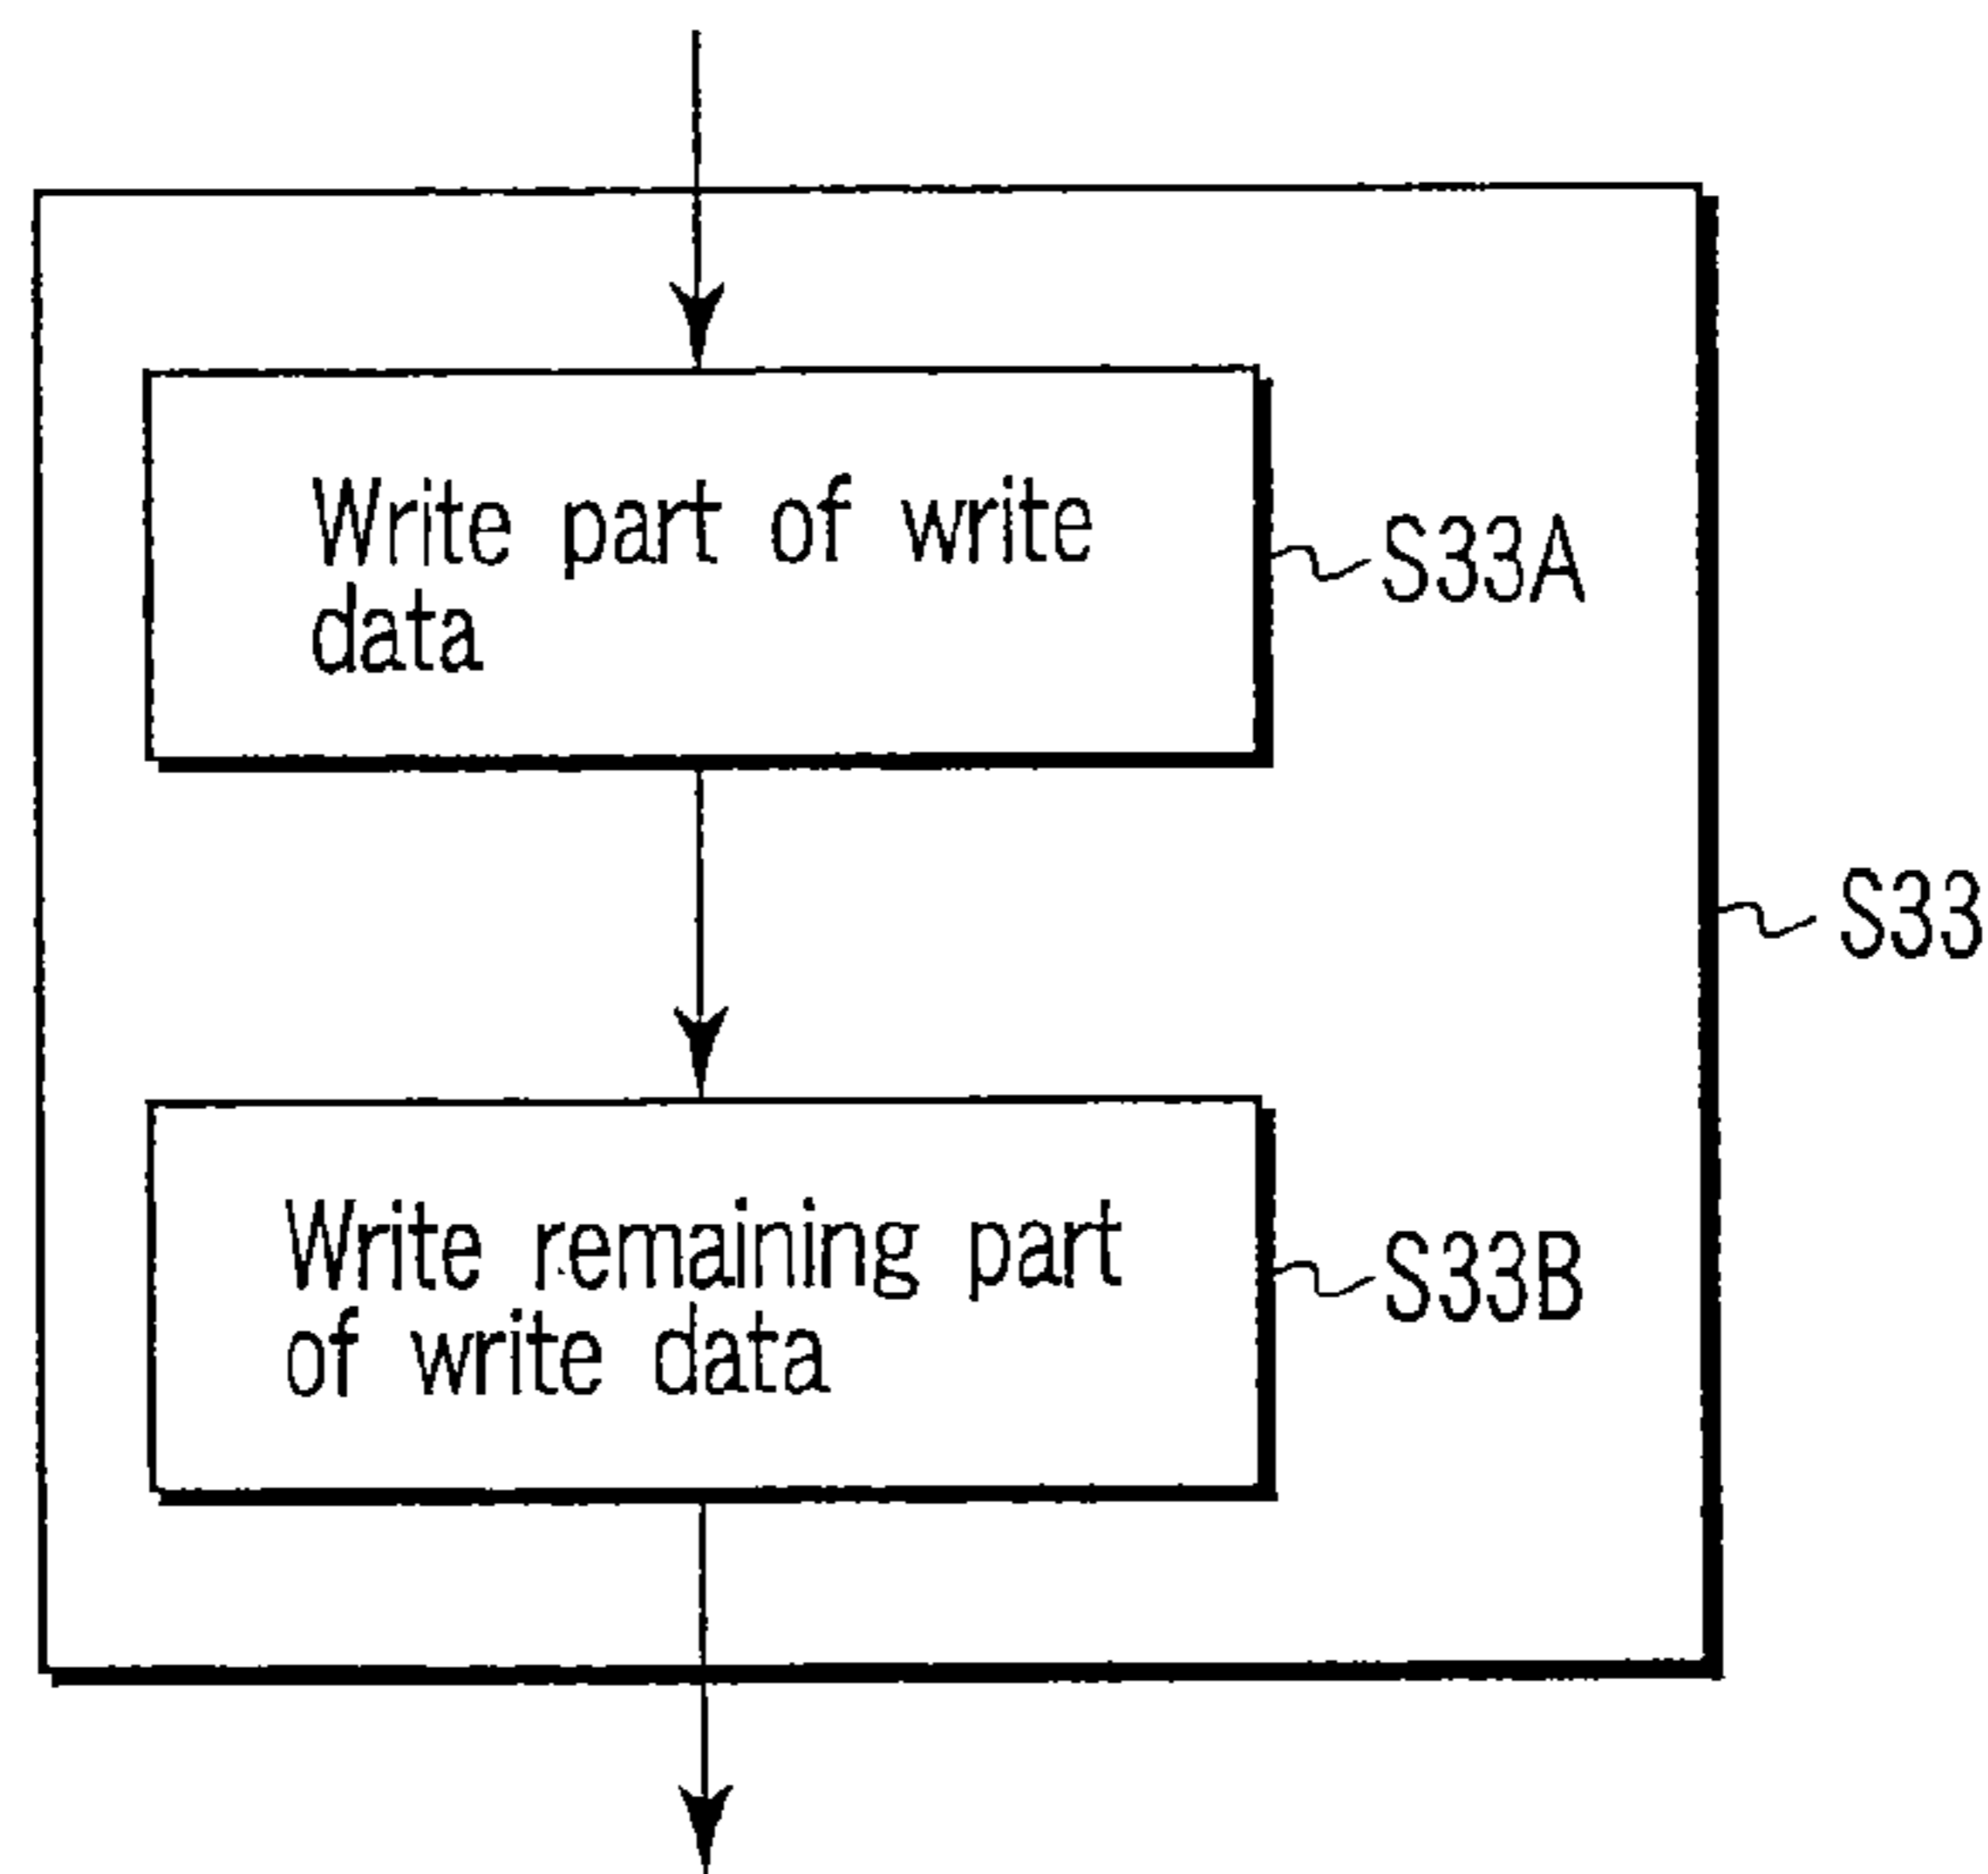 Write part of write
data
S33A
S33
Write remaining part
of write data
S33B